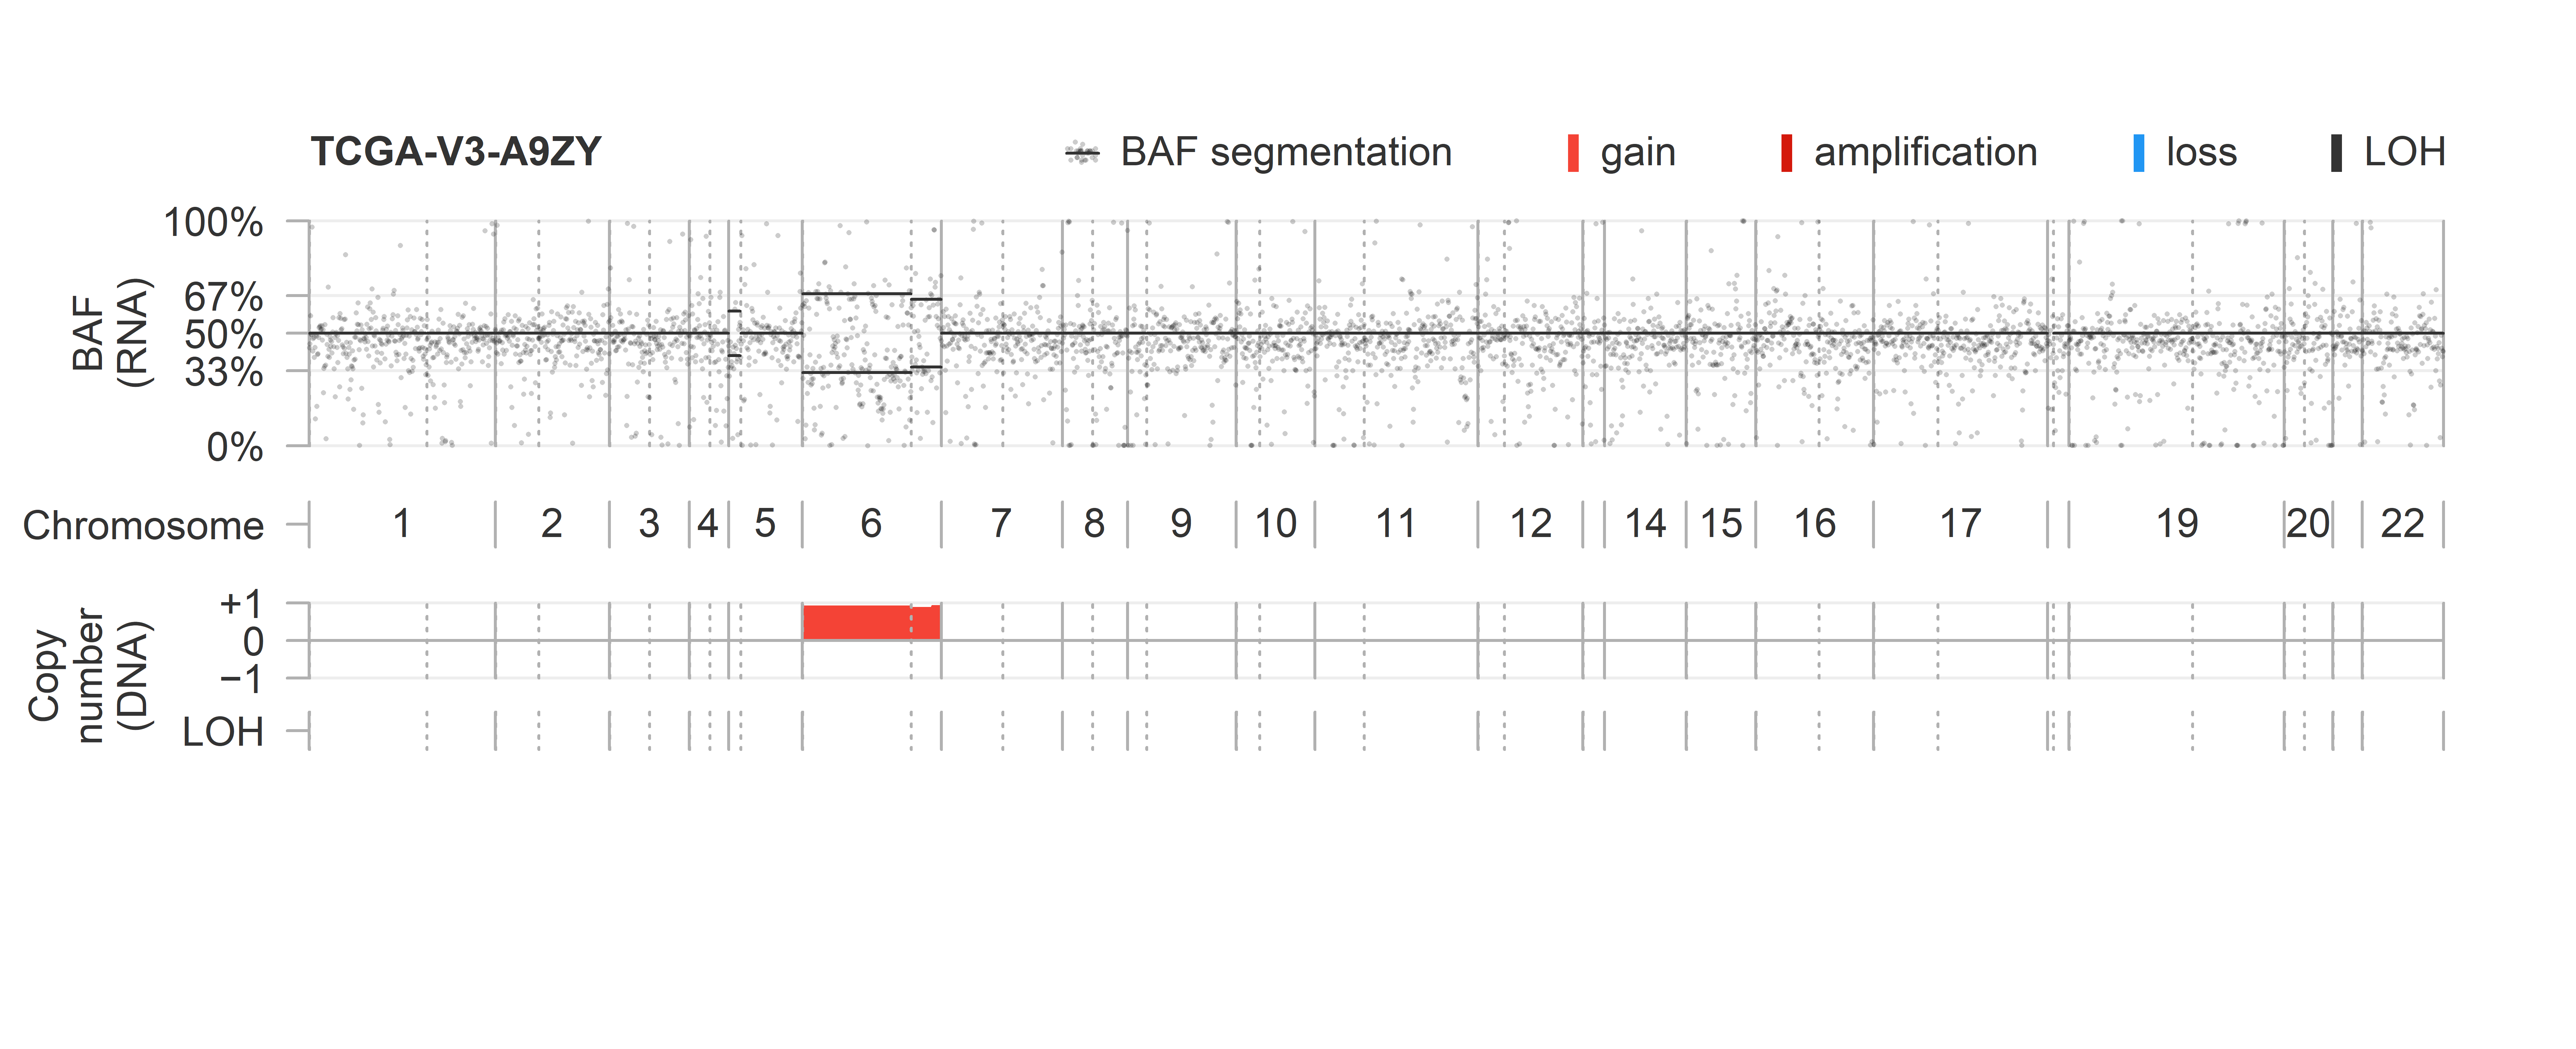 TCGA-V3-A9ZY
BAF segmentation
gain
amplification
loss
LOH
BAF
(RNA)
100%
67%
50%
33%
0%
Chromosome
1 2 3 4 5 6 7 8 9 10 11 12 14 15 16 17 19 20 22
Copy
number
(DNA)
+1
0
−1
LOH